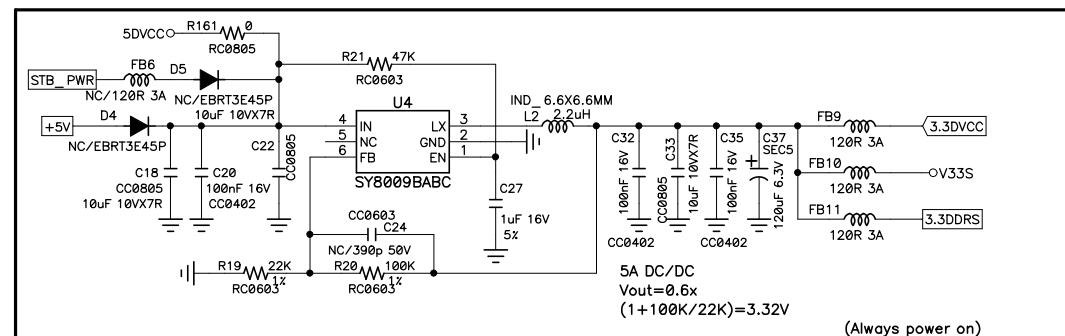 5DVCC
R161
0
RC0805
STB_PWR
FB6
NC/120R 3A
D5
NC/EBRT3E45P
+5V
D4
NC/EBRT3E45P
10uF 10VX7R
C22
CC0805
C18
CC0805
10uF 10VX7R
C20
100nF 16V
CC0402
R21
47K
RC0603
U4
4
IN
5
NC
6
FB
LX
3
GND
2
EN
1
SY8009BABC
IND_6.6X6.6MM
L2
2.2uH
C27
1uF 16V
5%
CC0603
C24
NC/390p 50V
R19
22K
RC0603
1%
R20
100K
RC0603
1%
C32
100nF 16V
CC0402
C33
10uF 10VX7R
CC0805
C35
100nF 16V
CC0402
C37
SEC5
+
120uF 6.3V
FB9
120R 3A
3.3DVCC
FB10
120R 3A
V33S
FB11
120R 3A
3.3DDRS
5A DC/DC
Vout=0.6x
(1+100K/22K)=3.32V
(Always power on)